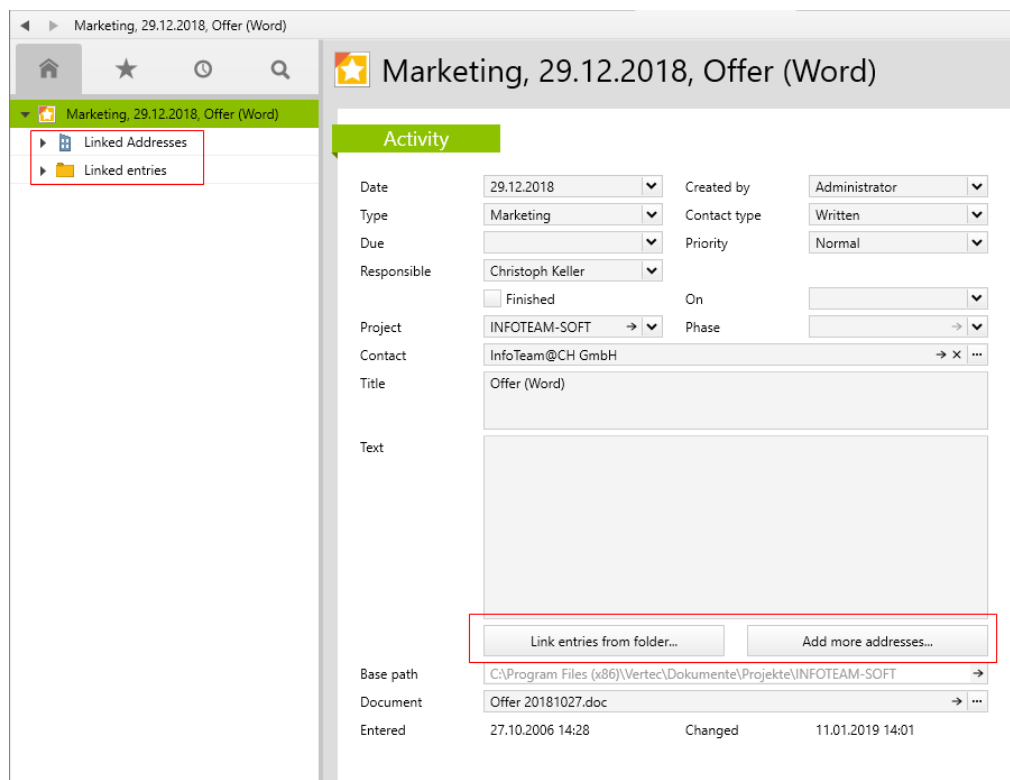 Marketing, 29.12.2018, Offer (Word)
Marketing, 29.12.2018, Offer (Word)
Linked Addresses
Linked entries
Marketing, 29.12.2018, Offer (Word)
Activity
Date 29.12.2018 Created by Administrator
Type Marketing Contact type Written
Due Priority Normal
Responsible Christoph Keller
Finished On
Project INFOTEAM-SOFT Phase
Contact InfoTeam@CH GmbH
Title Offer (Word)
Text
Link entries from folder... Add more addresses...
Base path C:\Program Files (x86)\Vertec\Dokumente\Projekte\INFOTEAM-SOFT
Document Offer 20181027.doc
Entered 27.10.2006 14:28 Changed 11.01.2019 14:01